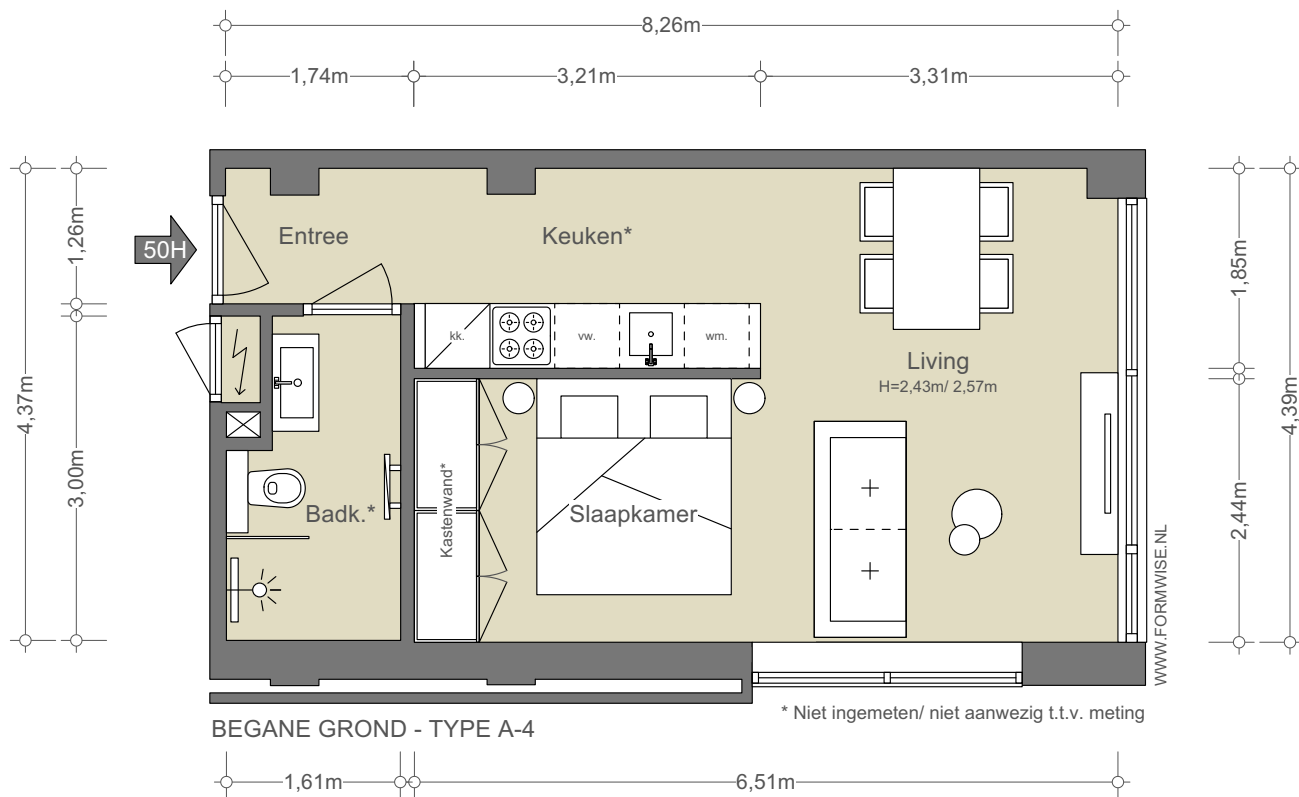 8,26m
1,74m
3,21m
3,31m
4,37m
1,26m
3,00m
50H
Entree
Keuken*
kk.
vw.
wm.
Living
H=2,43m/ 2,57m
Kastenwand*
Badk.*
Slaapkamer
1,85m
2,44m
4,39m
WWW.FORMWISE.NL
* Niet ingemeten/ niet aanwezig t.t.v. meting
BEGANE GROND - TYPE A-4
1,61m
6,51m